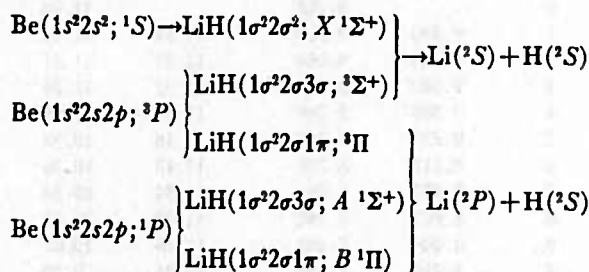 Be(1s²2s²; ¹S)→LiH(1σ²2σ²; X ¹Σ⁺)
→Li(²S)+H(²S)
LiH(1σ²2σ3σ; ³Σ⁺)
Be(1s²2s2p; ³P)
LiH(1σ²2σ1π; ³Π
LiH(1σ²2σ3σ; A ¹Σ⁺)
Li(²P)+H(²S)
Be(1s²2s2p; ¹P)
LiH(1σ²2σ1π; B ¹Π)